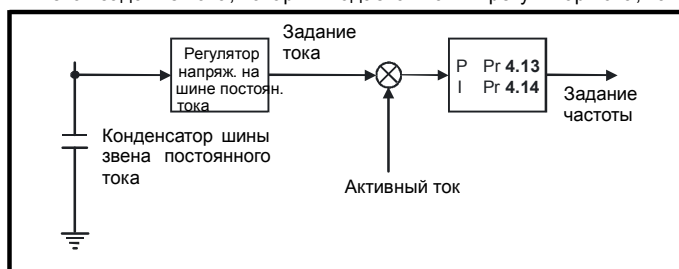 Задание
тока
Регулятор
напряж. на
шине постоян.
тока
P Pr 4.13
I Pr 4.14
Задание
частоты
Конденсатор шины
звена постоянного
тока
Активный ток